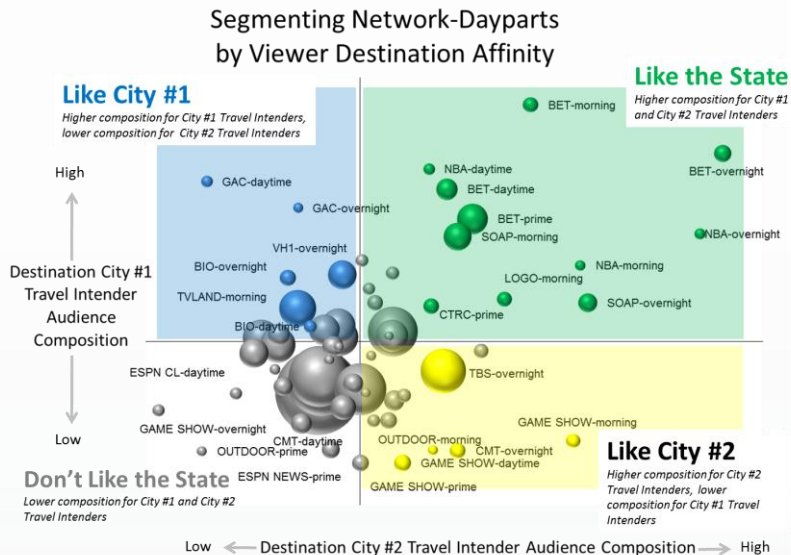 Segmenting Network-Dayparts
by Viewer Destination Affinity
Like City #1
Higher composition for City #1 Travel Intenders,
lower composition for  City #2 Travel Intenders
Like the State
Higher composition for City #1
and City #2 Travel Intenders
High
Destination City #1
Travel Intender
Audience
Composition
Low
BET-morning
BET-overnight
NBA-daytime
GAC-daytime
BET-daytime
GAC-overnight
BET-prime
SOAP-morning
NBA-overnight
VH1-overnight
BIO-overnight
NBA-morning
LOGO-morning
TVLAND-morning
SOAP-overnight
CTRC-prime
BIO-daytime
ESPN CL-daytime
TBS-overnight
GAME SHOW-overnight
GAME SHOW-morning
CMT-daytime
OUTDOOR-morning
OUTDOOR-prime
CMT-overnight
GAME SHOW-daytime
ESPN NEWS-prime
GAME SHOW-prime
Don't Like the State
Lower composition for City #1 and City #2
Travel Intenders
Like City #2
Higher composition for City #2
Travel Intenders,  lower
composition for City #1 Travel
Intenders
Low
Destination City #2 Travel Intender Audience Composition
High